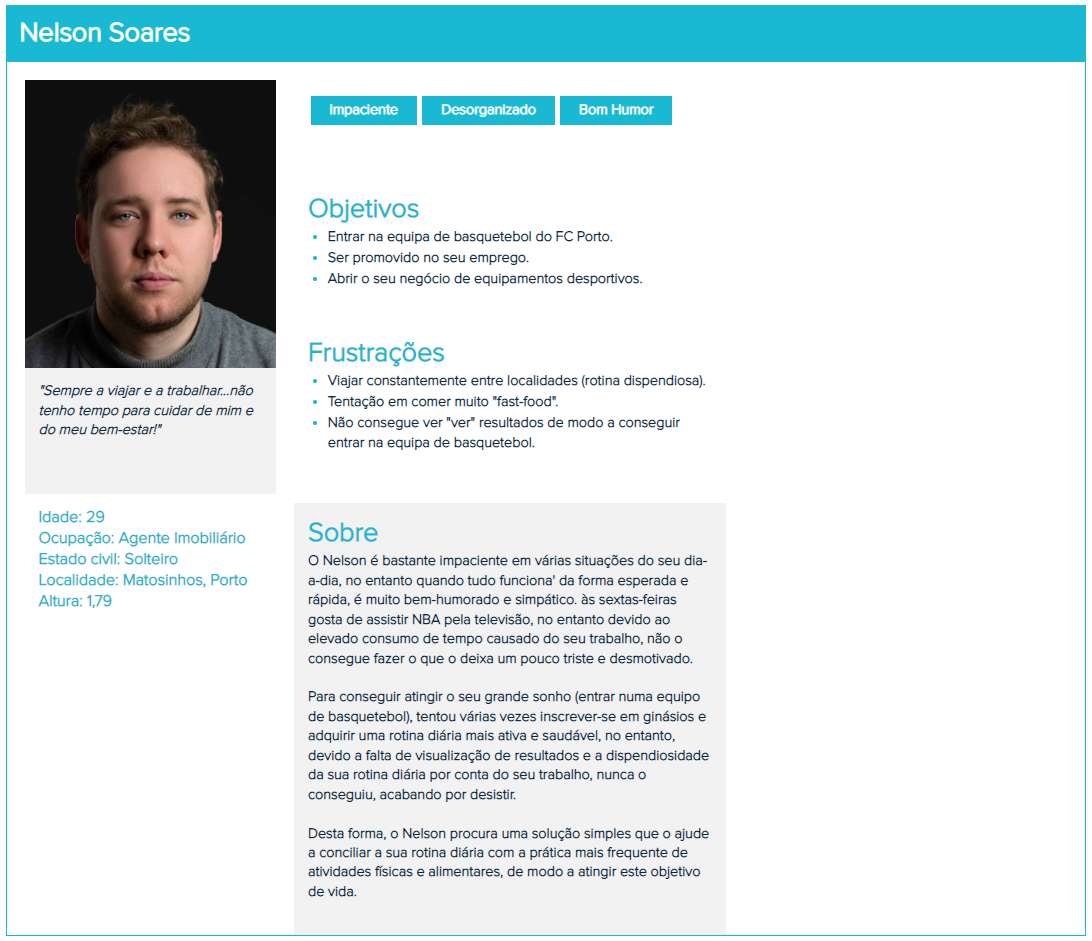 Nelson Soares
Impaciente
Desorganizado
Bom Humor
Objetivos
Entrar na equipa de basquetebol do FC Porto.
Ser promovido no seu emprego.
Abrir o seu negócio de equipamentos desportivos.
Frustrações
Viajar constantemente entre localidades (rotina dispendiosa).
Tentação em comer muito "fast-food".
Não consegue ver "ver" resultados de modo a conseguir
entrar na equipa de basquetebol.
"Sempre a viajar e a trabalhar...não
tenho tempo para cuidar de mim e
do meu bem-estar!"
Idade: 29
Ocupação: Agente Imobiliário
Estado civil: Solteiro
Localidade: Matosinhos, Porto
Altura: 1,79
Sobre
O Nelson é bastante impaciente em várias situações do seu dia-
a-dia, no entanto quando tudo funciona' da forma esperada e
rápida, é muito bem-humorado e simpático. às sextas-feiras
gosta de assistir NBA pela televisão, no entanto devido ao
elevado consumo de tempo causado do seu trabalho, não o
consegue fazer o que o deixa um pouco triste e desmotivado.
Para conseguir atingir o seu grande sonho (entrar numa equipo
de basquetebol), tentou várias vezes inscrever-se em ginásios e
adquirir uma rotina diária mais ativa e saudável, no entanto,
devido a falta de visualização de resultados e a dispendiosidade
da sua rotina diária por conta do seu trabalho, nunca o
conseguiu, acabando por desistir.
Desta forma, o Nelson procura uma solução simples que o ajude
a conciliar a sua rotina diária com a prática mais frequente de
atividades físicas e alimentares, de modo a atingir este objetivo
de vida.